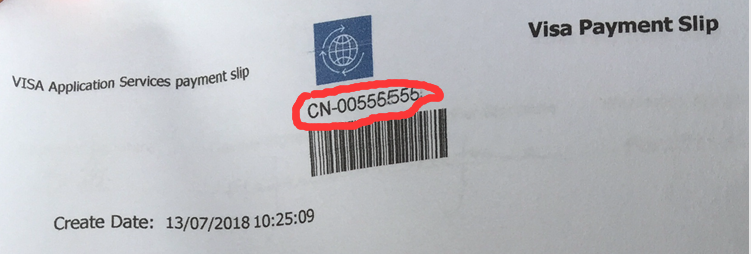 Visa Payment Slip
VISA Application Services payment slip
CN-00555555
Create Date: 13/07/2018 10:25:09